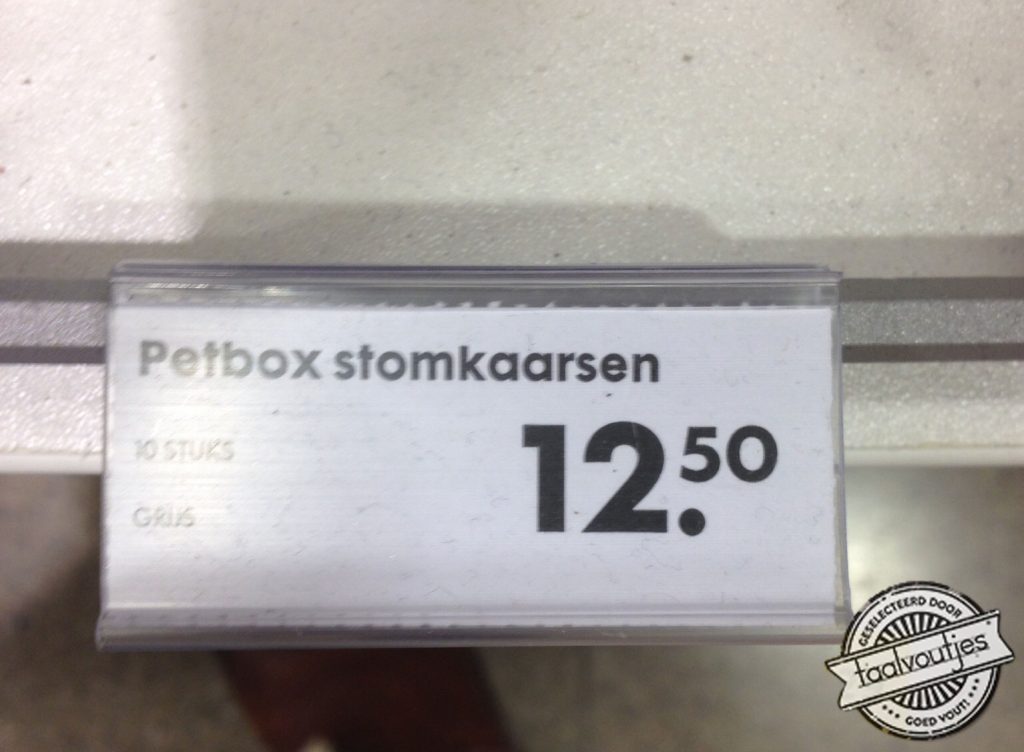 Petbox stomkaarsen
10 STUKS
12.50
GRIJS
GESELECTEERD DOOR
taalvoutjes
GOED VOUT!